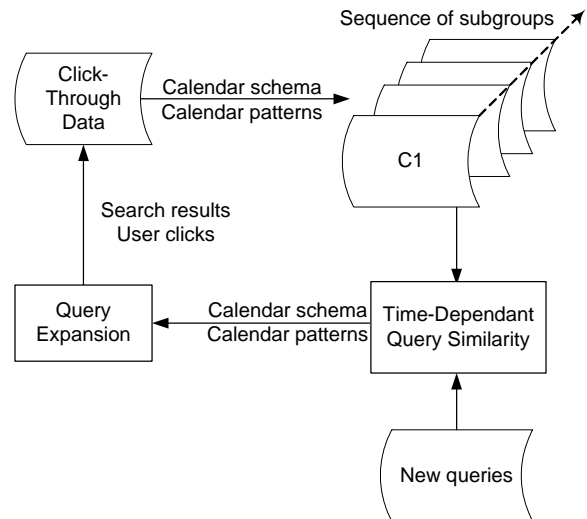 Sequence of subgroups
Click-
Through
Data
Calendar schema
Calendar patterns
C1
Search results
User clicks
Query
Expansion
Calendar schema
Calendar patterns
Time-Dependant
Query Similarity
New queries